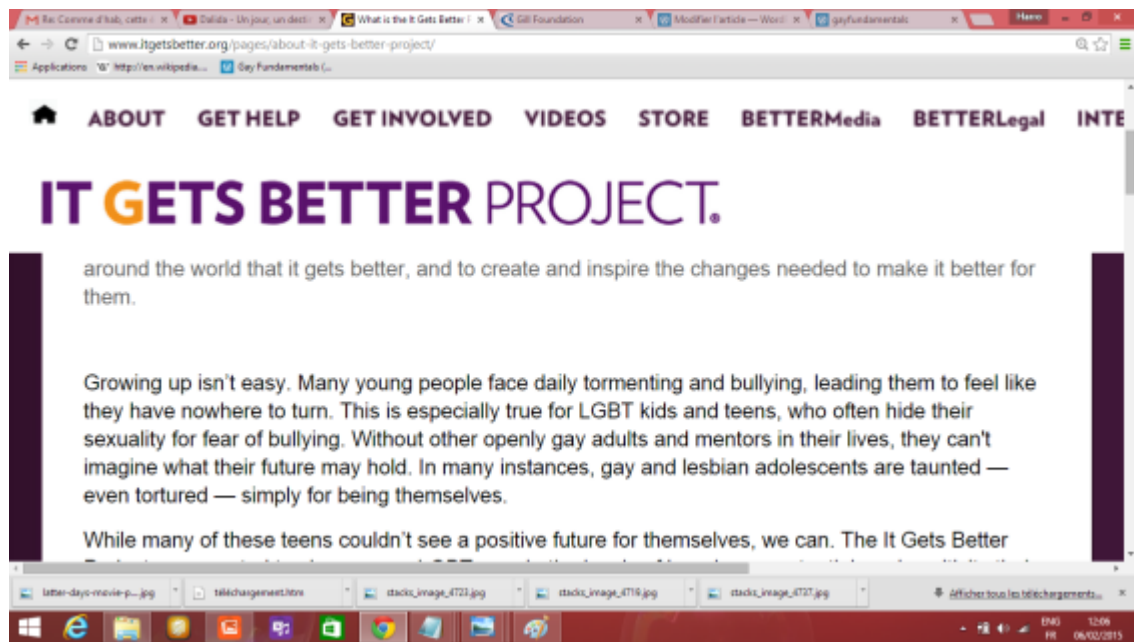 Re: Comme d'hab, cette
Dalida - Un jour, un desti
What is the It Gets Better P
Gill Foundation
Modifier l'article — Word
gayfundamentals
www.itgetsbetter.org/pages/about-it-gets-better-project/
Applications
http://en.wikipedia...
Gay Fundamentals (...
ABOUT GET HELP GET INVOLVED VIDEOS STORE BETTERMedia BETTERLegal INTE
IT GETS BETTER PROJECT
around the world that it gets better, and to create and inspire the changes needed to make it better for
them.
Growing up isn't easy. Many young people face daily tormenting and bullying, leading them to feel like
they have nowhere to turn. This is especially true for LGBT kids and teens, who often hide their
sexuality for fear of bullying. Without other openly gay adults and mentors in their lives, they can't
imagine what their future may hold. In many instances, gay and lesbian adolescents are taunted —
even tortured — simply for being themselves.
While many of these teens couldn't see a positive future for themselves, we can. The It Gets Better
latter-days-movie-p....jpg
téléchargement.htm
stacks_image_4723.jpg
stacks_image_4719.jpg
stacks_image_4737.jpg
Afficher tous les téléchargements...
ENG 12:06
FR 06/02/2015